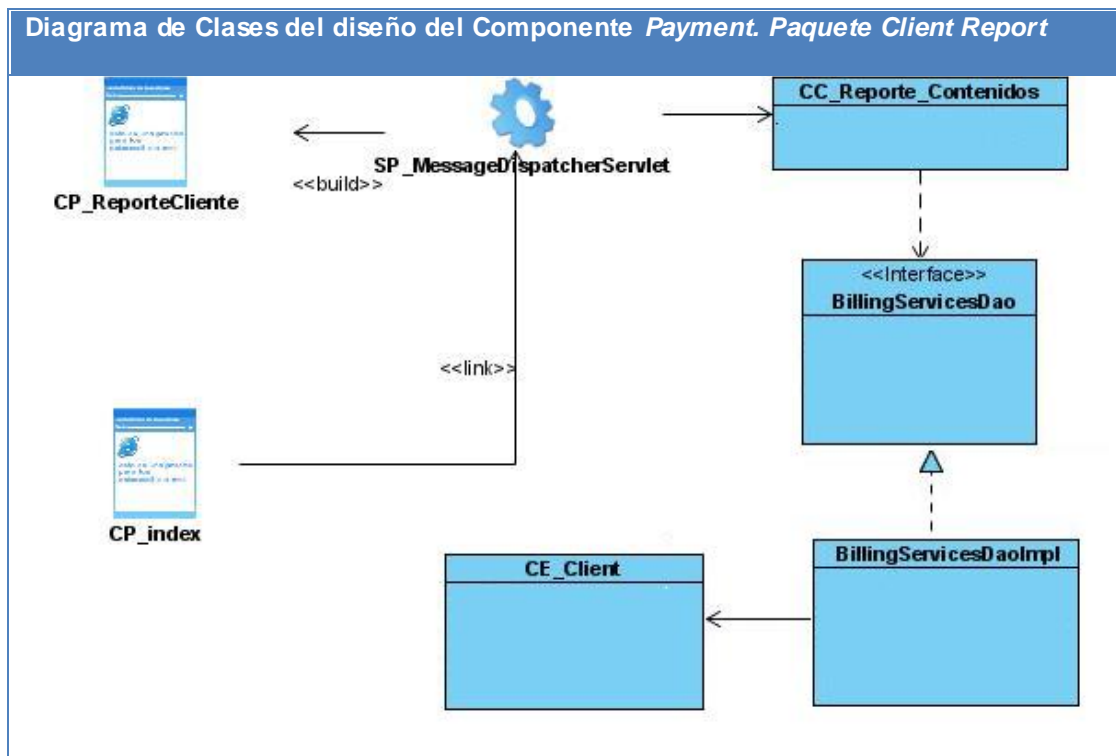 Diagrama de Clases del diseño del Componente Payment. Paquete Client Report
CP_ReporteCliente
<<build>>
SP_MessageDispatcherServlet
CC_Reporte_Contenidos
<<Interface>>
BillingServicesDao
<<link>>
CP_index
CE_Client
BillingServicesDaoImpl